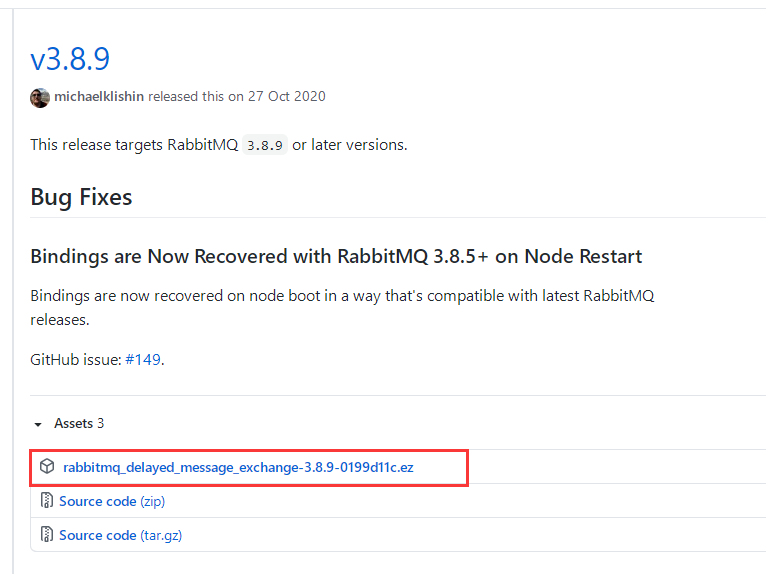 v3.8.9
michaelklishin released this on 27 Oct 2020
This release targets RabbitMQ 3.8.9 or later versions.
Bug Fixes
Bindings are Now Recovered with RabbitMQ 3.8.5+ on Node Restart
Bindings are now recovered on node boot in a way that's compatible with latest RabbitMQ
releases.
GitHub issue: #149.
Assets 3
rabbitmq_delayed_message_exchange-3.8.9-0199d11c.ez
Source code (zip)
Source code (tar.gz)